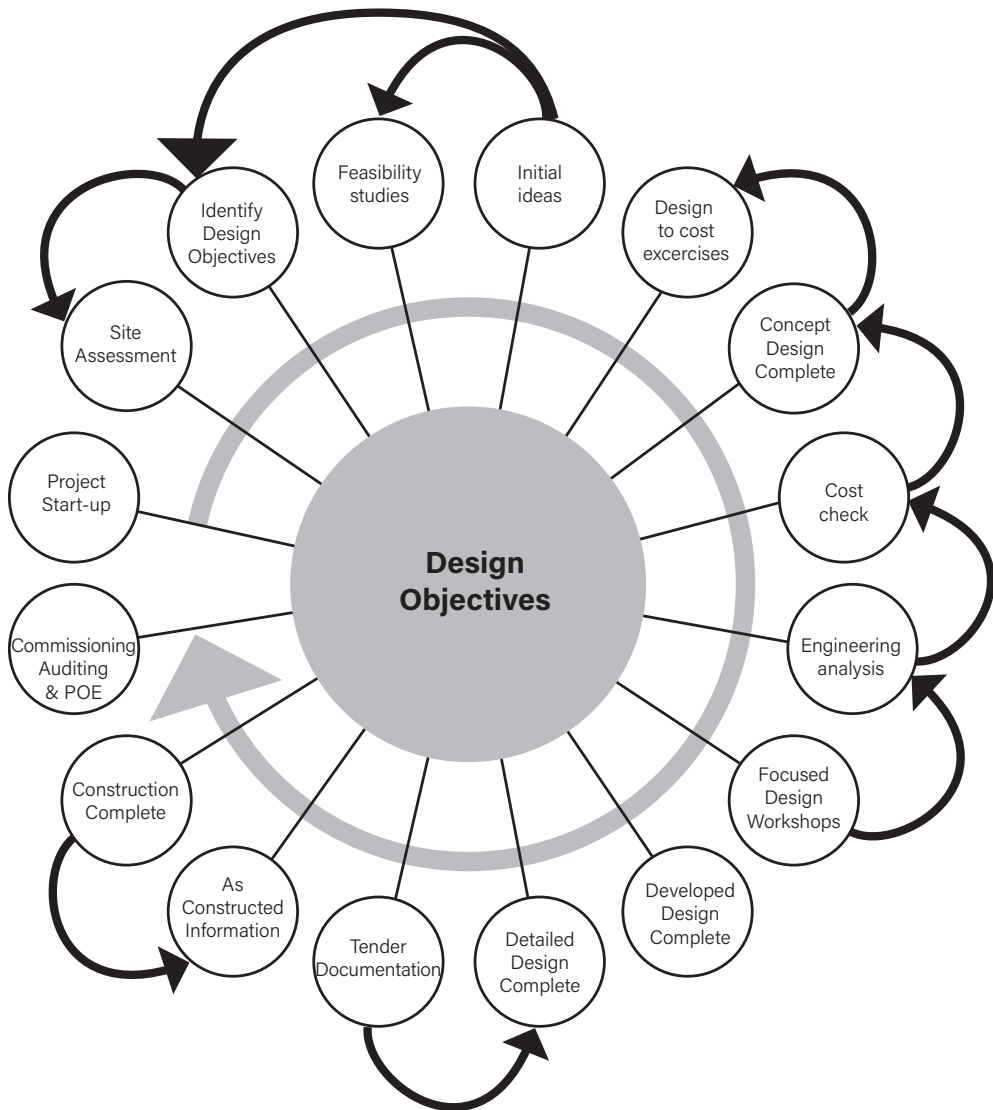 Feasibility
studies
Initial
ideas
Identify
Design
Objectives
Design
to cost
excercises
Site
Assessment
Concept
Design
Complete
Project
Start-up
Cost
check
Design
Objectives
Commissioning
Auditing
& POE
Engineering
analysis
Construction
Complete
Focused
Design
Workshops
As
Constructed
Information
Developed
Design
Complete
Tender
Documentation
Detailed
Design
Complete